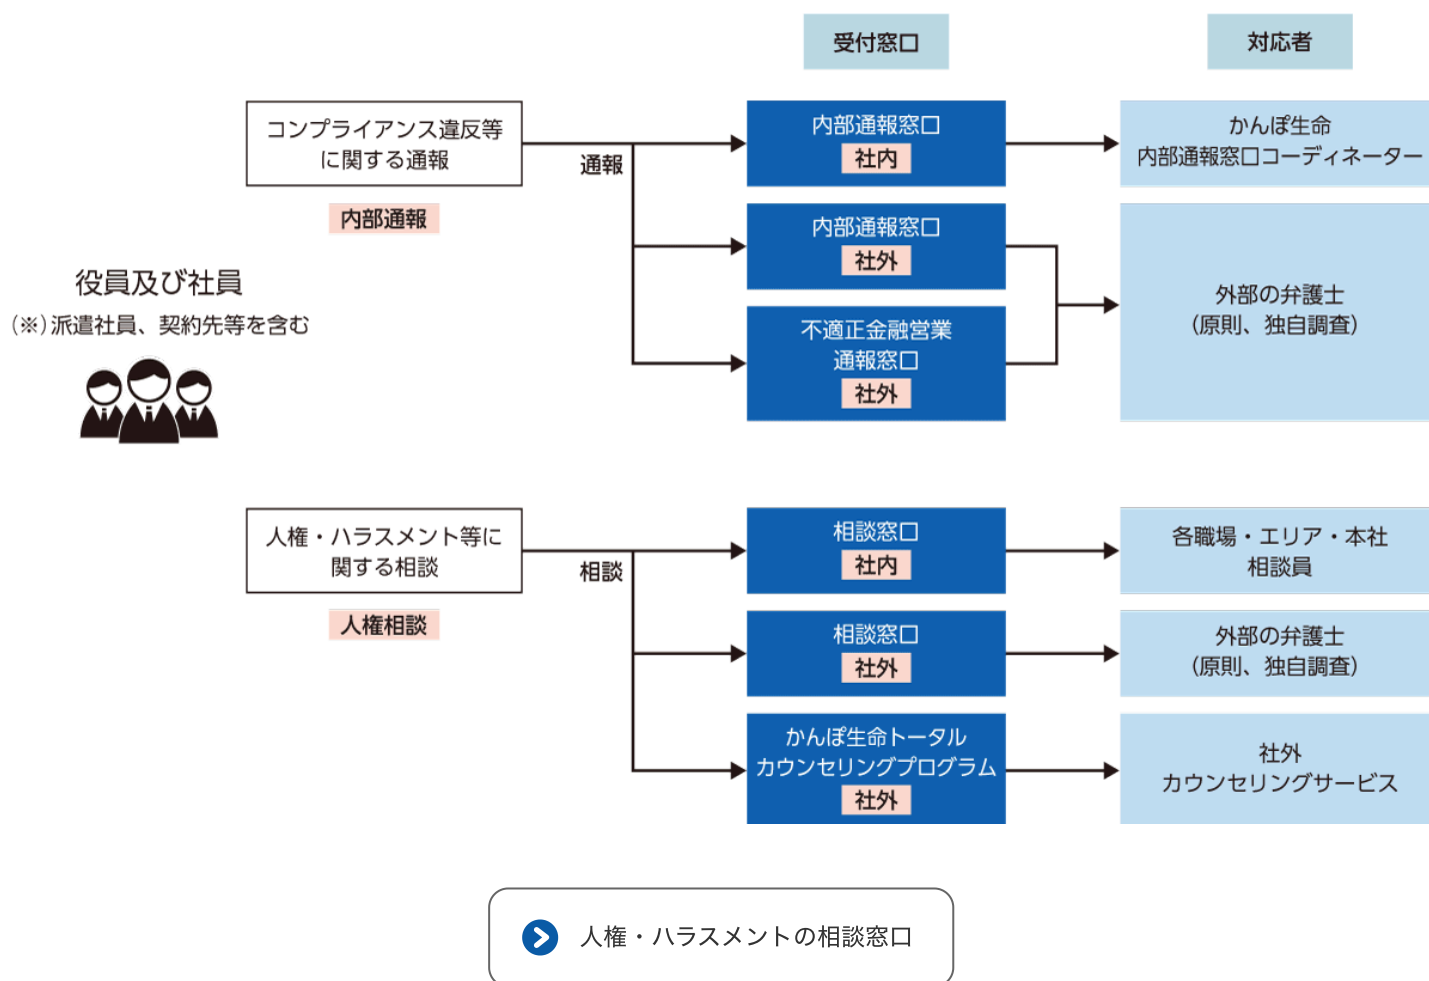 受付窓口
対応者
コンプライアンス違反等
に関する通報
内部通報
通報
内部通報窓口
社内
かんぽ生命
内部通報窓口コーディネーター
内部通報窓口
社外
不適正金融営業
通報窓口
社外
外部の弁護士
（原則、独自調査）
役員及び社員
（※）派遣社員、契約先等を含む
人権・ハラスメント等に
関する相談
人権相談
相談
相談窓口
社内
各職場・エリア・本社
相談員
相談窓口
社外
外部の弁護士
（原則、独自調査）
かんぽ生命トータル
カウンセリングプログラム
社外
社外
カウンセリングサービス
人権・ハラスメントの相談窓口